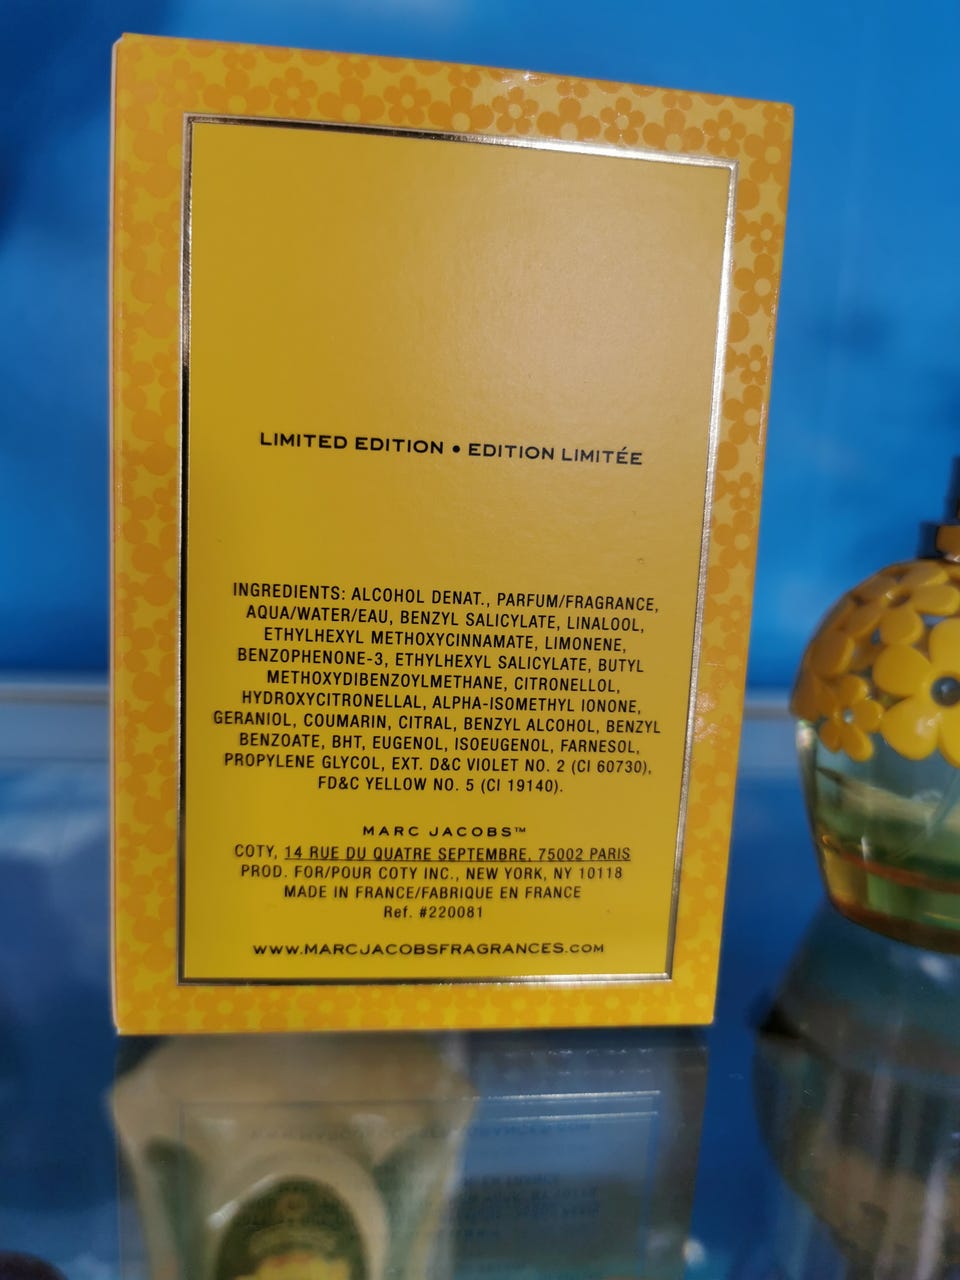 LIMITED EDITION • EDITION LIMITÉE
INGREDIENTS: ALCOHOL DENAT., PARFUM/FRAGRANCE,
AQUA/WATER/EAU, BENZYL SALICYLATE, LINALOOL,
ETHYLHEXYL METHOXYCINNAMATE, LIMONENE,
BENZOPHENONE-3, ETHYLHEXYL SALICYLATE, BUTYL
METHOXYDIBENZOYLMETHANE, CITRONELLOL,
HYDROXYCITRONELLAL, ALPHA-ISOMETHYL IONONE,
GERANIOL, COUMARIN, CITRAL, BENZYL ALCOHOL, BENZYL
BENZOATE, BHT, EUGENOL, ISOEUGENOL, FARNESOL,
PROPYLENE GLYCOL, EXT. D&C VIOLET NO. 2 (CI 60730),
FD&C YELLOW NO. 5 (CI 19140).
MARC JACOBS™
COTY, 14 RUE DU QUATRE SEPTEMBRE, 75002 PARIS
PROD. FOR/POUR COTY INC., NEW YORK, NY 10118
MADE IN FRANCE/FABRIQUE EN FRANCE
Ref. #220081
WWW.MARCJACOBSFRAGRANCES.COM